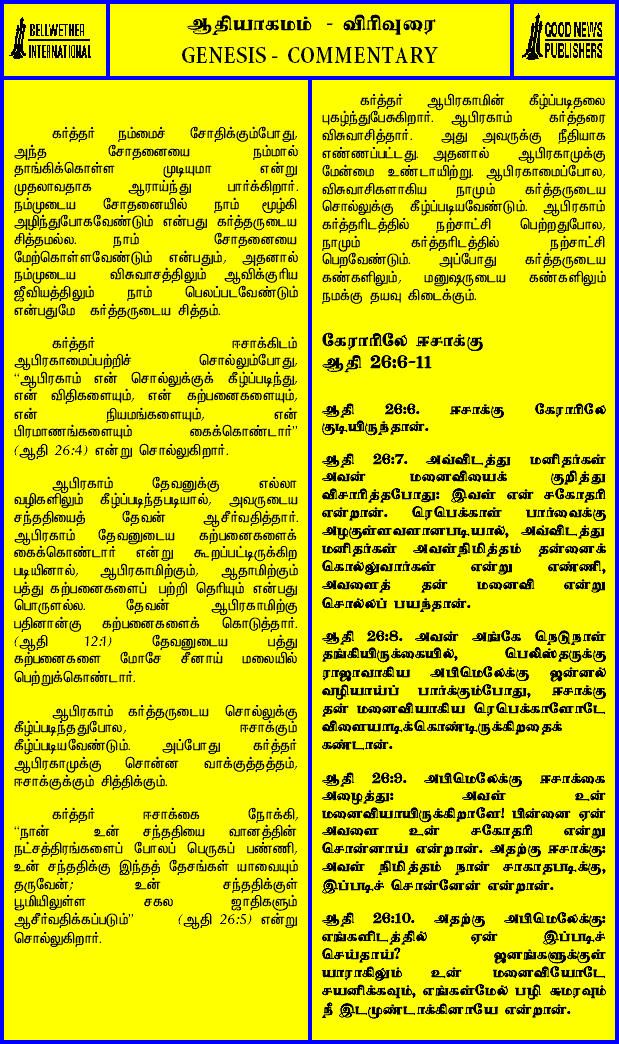 BELLWETHER
INTERNATIONAL
ஆதியாகமம் - விரிவுரை
GENESIS - COMMENTARY
GOOD NEWS
PUBLISHERS
கர்த்தர் நம்மைச் சோதிக்கும்போது,
அந்த சோதனையை நம்மால்
தாங்கிக்கொள்ள முடியுமா என்று
முதலாவதாக ஆராய்ந்து பார்க்கிறார்.
நம்முடைய சோதனையில் நாம் மூழ்கி
அழிந்துபோகவேண்டும் என்பது கர்த்தருடைய
சித்தமல்ல. நாம் சோதனையை
மேற்கொள்ளவேண்டும் என்பதும், அதனால்
நம்முடைய விசுவாசத்திலும் ஆவிக்குரிய
ஜீவியத்திலும் நாம் பெலப்படவேண்டும்
என்பதுமே கர்த்தருடைய சித்தம்.
கர்த்தர் ஈசாக்கிடம்
ஆபிரகாமைப்பற்றிச் சொல்லும்போது,
“ஆபிரகாம் என் சொல்லுக்குக் கீழ்ப்படிந்து,
என் விதிகளையும், என் கற்பனைகளையும்,
என் நியமங்களையும், என்
பிரமாணங்களையும் கைக்கொண்டார்”
(ஆதி 26:4) என்று சொல்லுகிறார்.
ஆபிரகாம் தேவனுக்கு எல்லா
வழிகளிலும் கீழ்ப்படிந்தபடியால், அவருடைய
சந்ததியைத் தேவன் ஆசீர்வதித்தார்.
ஆபிரகாம் தேவனுடைய கற்பனைகளைக்
கைக்கொண்டார் என்று கூறப்பட்டிருக்கிற
படியினால், ஆபிரகாமிற்கும், ஆதாமிற்கும்
பத்து கற்பனைகளைப் பற்றி தெரியும் என்பது
பொருளல்ல. தேவன் ஆபிரகாமிற்கு
பதினான்கு கற்பனைகளைக் கொடுத்தார்.
(ஆதி 12:1) தேவனுடைய பத்து
கற்பனைகளை மோசே சீனாய் மலையில்
பெற்றுக்கொண்டார்.
ஆபிரகாம் கர்த்தருடைய சொல்லுக்கு
கீழ்ப்படிந்ததுபோல, ஈசாக்கும்
கீழ்ப்படியவேண்டும். அப்போது கர்த்தர்
ஆபிரகாமுக்கு சொன்ன வாக்குத்தத்தம்,
ஈசாக்குக்கும் சித்திக்கும்.
கர்த்தர் ஈசாக்கை நோக்கி,
“நான் உன் சந்ததியை வானத்தின்
நட்சத்திரங்களைப் போலப் பெருகப் பண்ணி,
உன் சந்ததிக்கு இந்தத் தேசங்கள் யாவையும்
தருவேன்; உன் சந்ததிக்குள்
பூமியிலுள்ள சகல ஜாதிகளும்
ஆசீர்வதிக்கப்படும்” (ஆதி 26:5) என்று
சொல்லுகிறார்.
கர்த்தர் ஆபிரகாமின் கீழ்ப்படிதலை
புகழ்ந்துபேசுகிறார். ஆபிரகாம் கர்த்தரை
விசுவாசித்தார். அது அவருக்கு நீதியாக
எண்ணப்பட்டது. அதனால் ஆபிரகாமுக்கு
மேன்மை உண்டாயிற்று. ஆபிரகாமைப்போல,
விசுவாசிகளாகிய நாமும் கர்த்தருடைய
சொல்லுக்கு கீழ்ப்படியவேண்டும். ஆபிரகாம்
கர்த்தரிடத்தில் நற்சாட்சி பெற்றதுபோல,
நாமும் கர்த்தரிடத்தில் நற்சாட்சி
பெறவேண்டும். அப்போது கர்த்தருடைய
கண்களிலும், மனுஷருடைய கண்களிலும்
நமக்கு தயவு கிடைக்கும்.
கேராரிலே ஈசாக்கு
ஆதி 26:6-11
ஆதி 26:6. ஈசாக்கு கேராரிலே
குடியிருந்தான்.
ஆதி 26:7. அவ்விடத்து மனிதர்கள்
அவன் மனைவியைக் குறித்து
விசாரித்தபோது: இவள் என் சகோதரி
என்றான். ரெபெக்காள் பார்வைக்கு
அழகுள்ளவளானபடியால், அவ்விடத்து
மனிதர்கள் அவள்நிமித்தம் தன்னைக்
கொல்லுவார்கள் என்று எண்ணி,
அவளைத் தன் மனைவி என்று
சொல்லப் பயந்தான்.
ஆதி 26:8. அவன் அங்கே நெடுநாள்
தங்கியிருக்கையில், பெலிஸ்தருக்கு
ராஜாவாகிய அபிமெலேக்கு ஜன்னல்
வழியாய்ப் பார்க்கும்போது, ஈசாக்கு
தன் மனைவியாகிய ரெபெக்காளோடே
விளையாடிக்கொண்டிருக்கிறதைக்
கண்டான்.
ஆதி 26:9. அபிமெலேக்கு ஈசாக்கை
அழைத்து: அவள் உன்
மனைவியாயிருக்கிறாளே! பின்னை ஏன்
அவளை உன் சகோதரி என்று
சொன்னாய் என்றான். அதற்கு ஈசாக்கு:
அவள் நிமித்தம் நான் சாகாதபடிக்கு,
இப்படிச் சொன்னேன் என்றான்.
ஆதி 26:10. அதற்கு அபிமெலேக்கு:
எங்களிடத்தில் ஏன் இப்படிச்
செய்தாய்? ஜனங்களுக்குள்
யாராகிலும் உன் மனைவியோடே
சயனிக்கவும், எங்கள்மேல் பழி சுமரவும்
நீ இடமுண்டாக்கினாயே என்றான்.